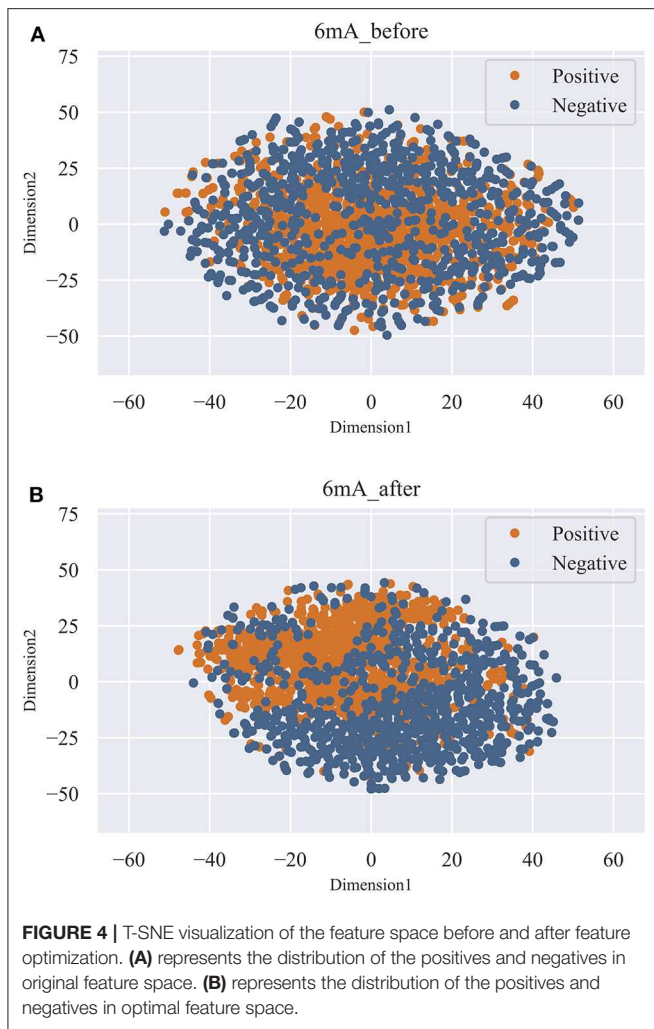 A
6mA_before
75
50
25
0
−25
−50
Dimension2
Positive
Negative
−60 −40 −20 0 20 40 60
Dimension1
B
6mA_after
75
50
25
0
−25
−50
Dimension2
Positive
Negative
−60 −40 −20 0 20 40 60
Dimension1
FIGURE 4 | T-SNE visualization of the feature space before and after feature
optimization. (A) represents the distribution of the positives and negatives in
original feature space. (B) represents the distribution of the positives and
negatives in optimal feature space.